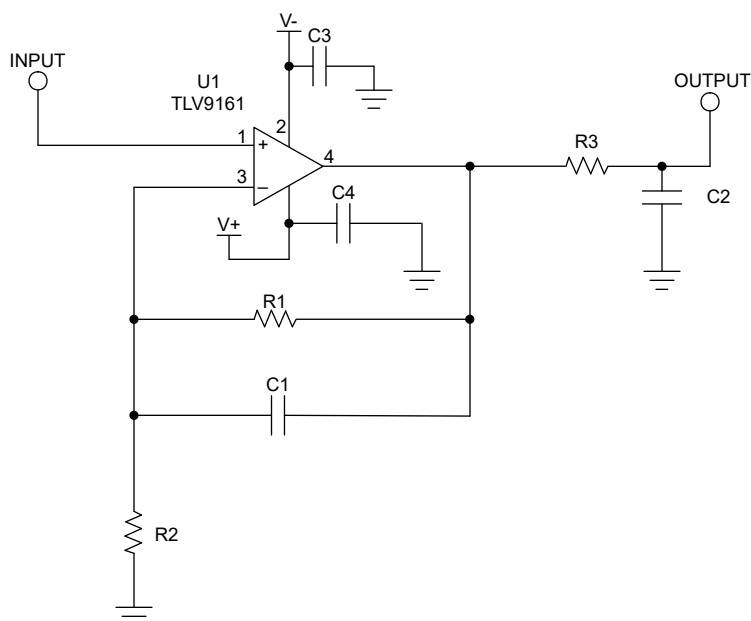 V-
C3
INPUT
U1
TLV9161
OUTPUT
2
R3
1
+
4
3
–
C4
C2
V+
R1
C1
R2